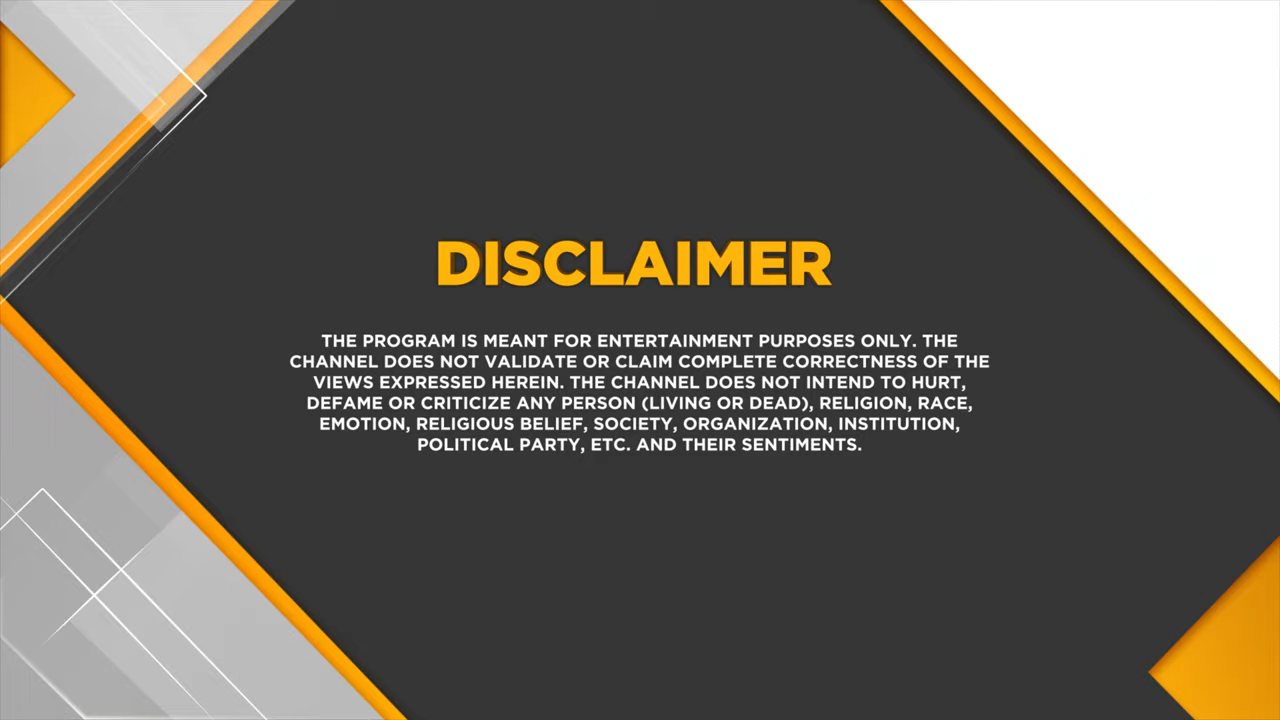 DISCLAIMER
THE PROGRAM IS MEANT FOR ENTERTAINMENT PURPOSES ONLY. THE
CHANNEL DOES NOT VALIDATE OR CLAIM COMPLETE CORRECTNESS OF THE
VIEWS EXPRESSED HEREIN. THE CHANNEL DOES NOT INTEND TO HURT,
DEFAME OR CRITICIZE ANY PERSON (LIVING OR DEAD), RELIGION, RACE,
EMOTION, RELIGIOUS BELIEF, SOCIETY, ORGANIZATION, INSTITUTION,
POLITICAL PARTY, ETC. AND THEIR SENTIMENTS.